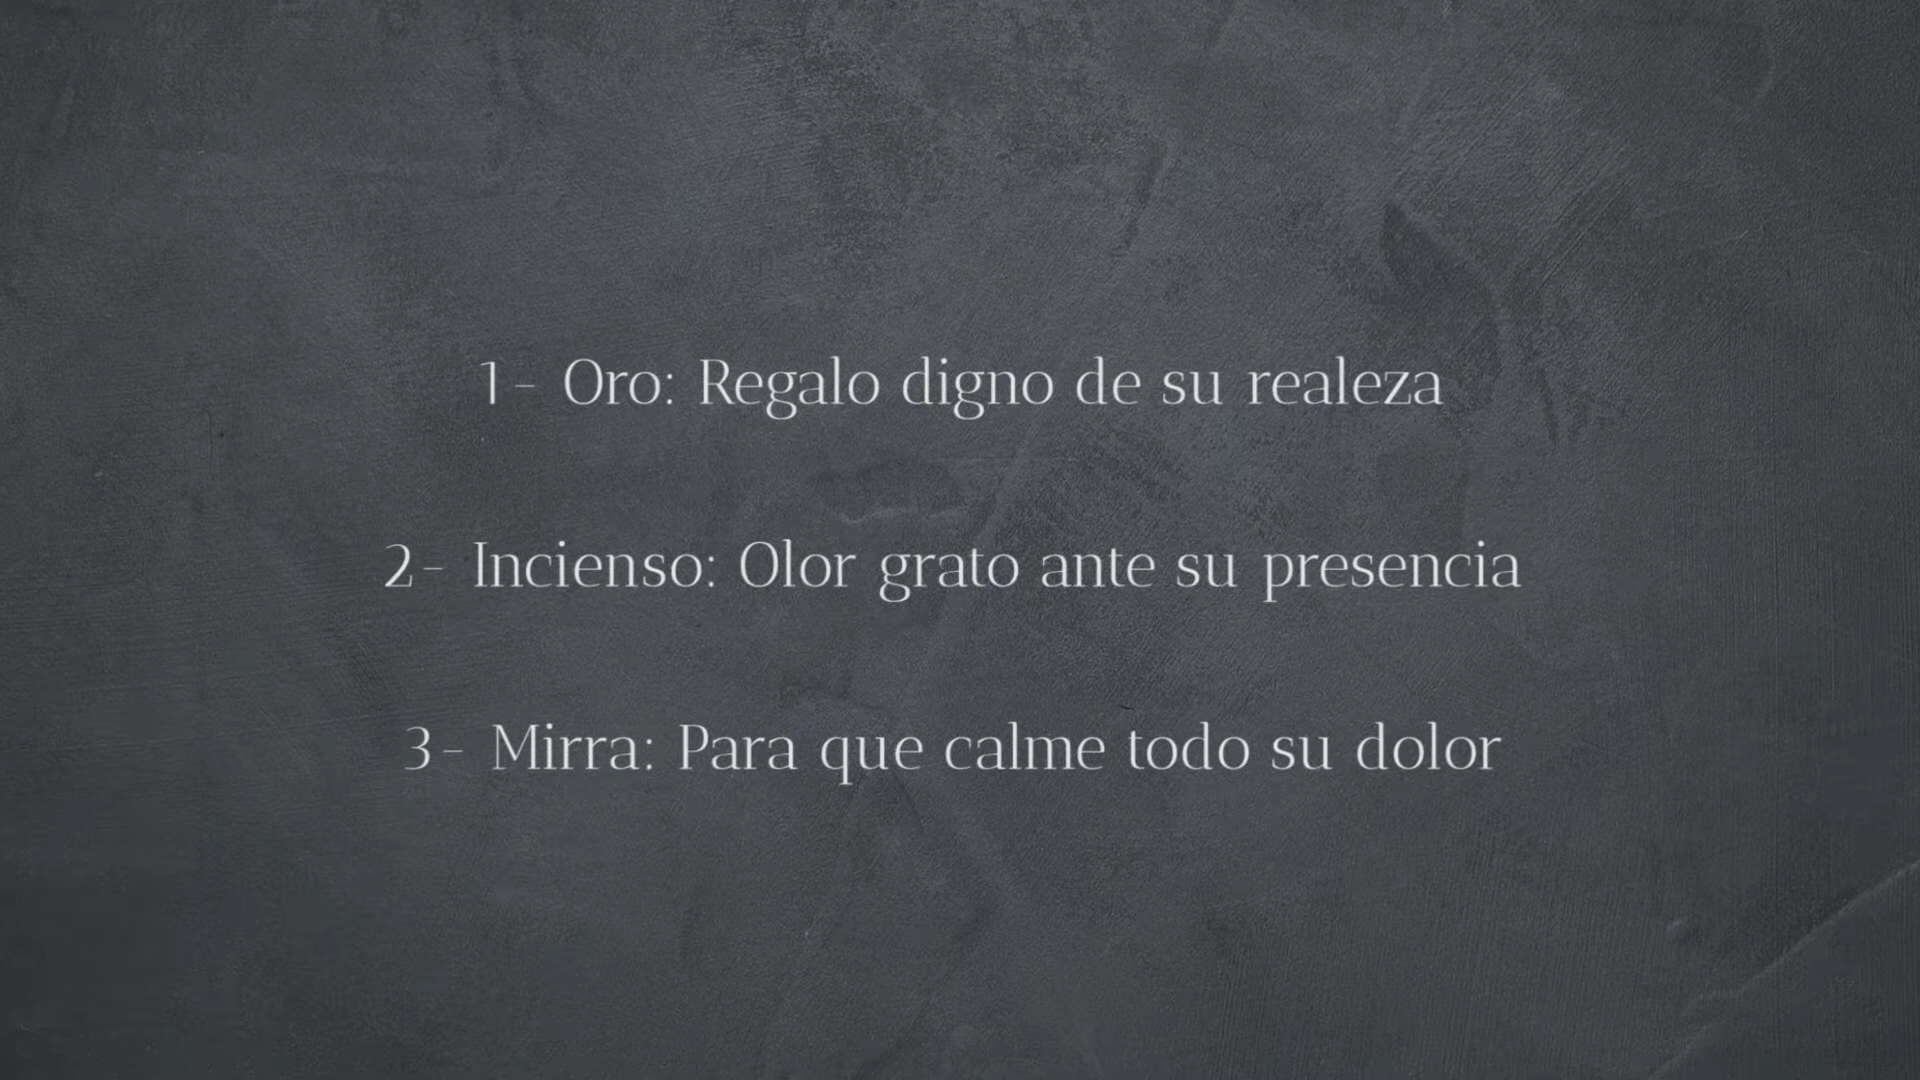 1- Oro: Regalo digno de su realeza
2- Incienso: Olor grato ante su presencia
3- Mirra: Para que calme todo su dolor